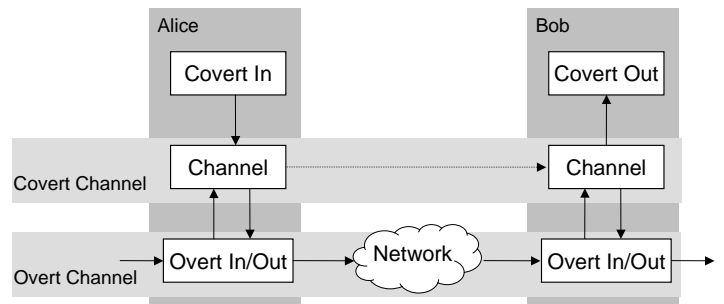 Alice
Bob
Covert In
Covert Out
Channel
Channel
Covert Channel
Network
Overt In/Out
Overt In/Out
Overt Channel